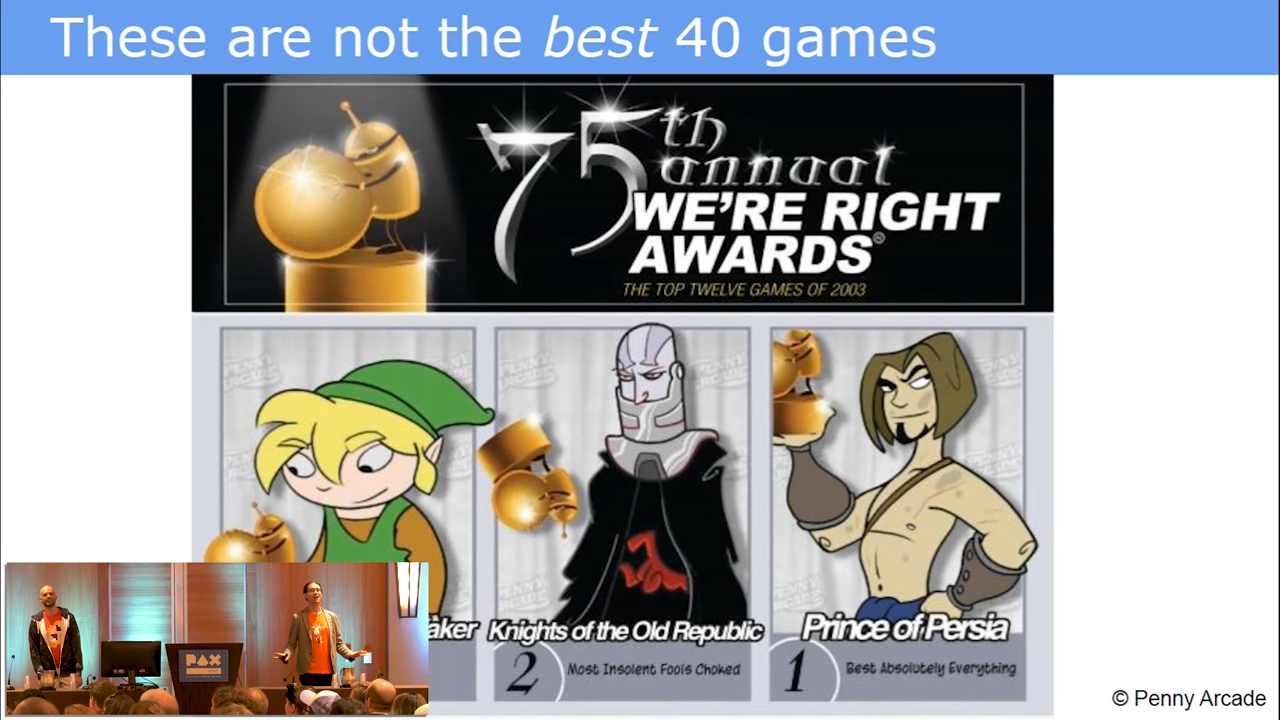 These are not the best 40 games
75th
annual
WE'RE RIGHT
AWARDS®
THE TOP TWELVE GAMES OF 2003
aker
Knights of the Old Republic
Prince of Persia
2
Most Insolent Fools Choked
1
Best Absolutely Everything
PAX
© Penny Arcade